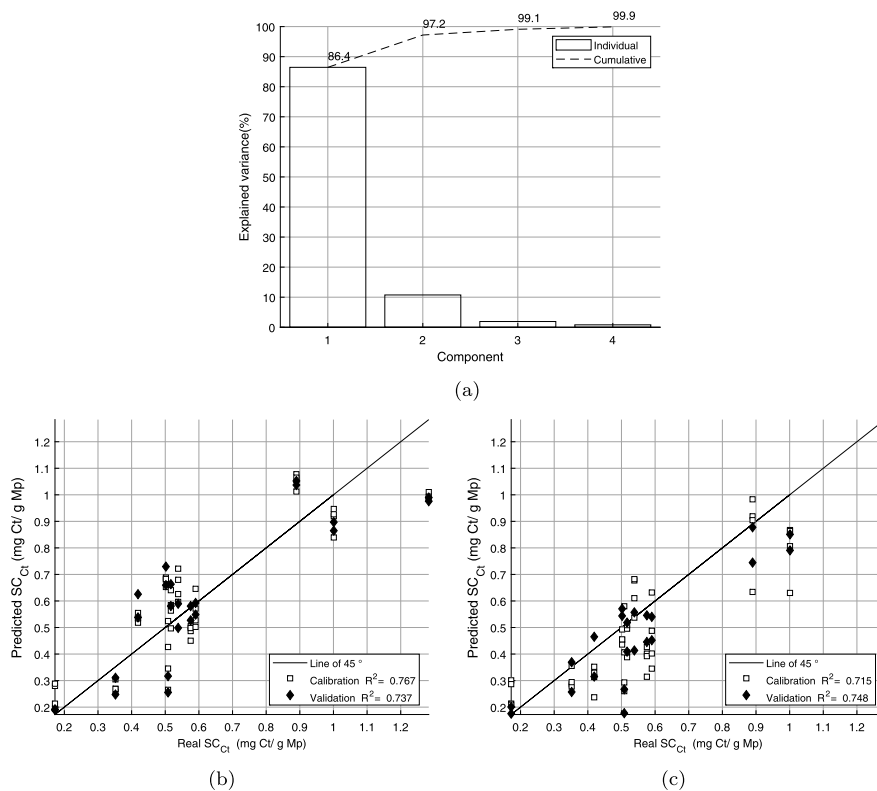 100
90
80
70
60
50
40
30
20
10
0
Explained variance(%)
86.4
97.2
99.1
99.9
Individual
Cumulative
1 2 3 4
Component
(a)
1.2
1.1
1
0.9
0.8
0.7
0.6
0.5
0.4
0.3
0.2
Predicted SC_Ct (mg Ct/ g Mp)
Line of 45 °
Calibration R²= 0.767
Validation R²= 0.737
0.2 0.3 0.4 0.5 0.6 0.7 0.8 0.9 1 1.1 1.2
Real SC_Ct (mg Ct/ g Mp)
(b)
1.2
1.1
1
0.9
0.8
0.7
0.6
0.5
0.4
0.3
0.2
Predicted SC_Ct (mg Ct/ g Mp)
Line of 45 °
Calibration R²= 0.715
Validation R²= 0.748
0.2 0.3 0.4 0.5 0.6 0.7 0.8 0.9 1 1.1 1.2
Real SC_Ct (mg Ct/ g Mp)
(c)